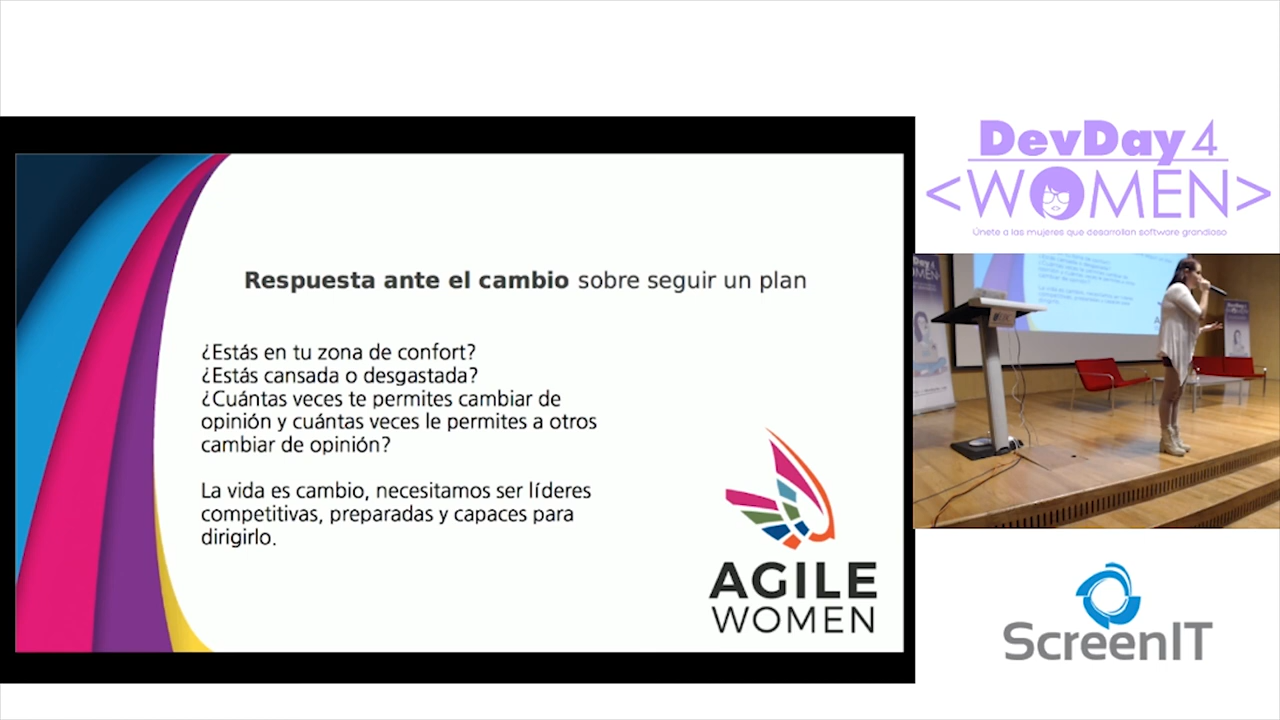 Respuesta ante el cambio sobre seguir un plan
¿Estás en tu zona de confort?
¿Estás cansada o desgastada?
¿Cuántas veces te permites cambiar de
opinión y cuántas veces le permites a otros
cambiar de opinión?
La vida es cambio, necesitamos ser líderes
competitivas, preparadas y capaces para
dirigirlo.
AGILE
WOMEN
DevDay4
<WOMEN>
Únete a las mujeres que desarrollan software grandioso
ScreenIT